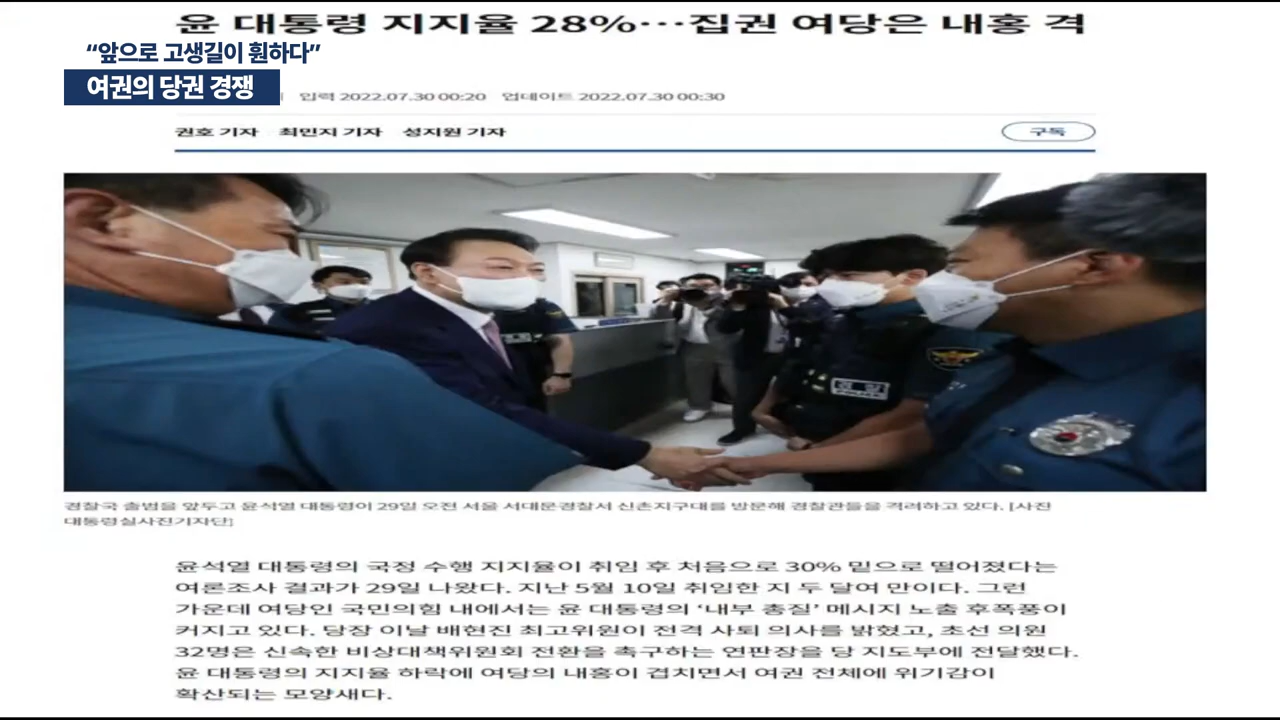 윤 대통령 지지율 28%…집권 여당은 내홍 격
“앞으로 고생길이 훤하다”
여권의 당권 경쟁
입력 2022.07.30 00:20 업데이트 2022.07.30 00:30
권호 기자 최민지 기자 성지원 기자
구독
경찰
POLICE
경찰국 출범을 앞두고 윤석열 대통령이 29일 오전 서울 서대문경찰서 신촌지구대를 방문해 경찰관들을 격려하고 있다. [사진
대통령실사진기자단]
윤석열 대통령의 국정 수행 지지율이 취임 후 처음으로 30% 밑으로 떨어졌다는
여론조사 결과가 29일 나왔다. 지난 5월 10일 취임한 지 두 달여 만이다. 그런
가운데 여당인 국민의힘 내에서는 윤 대통령의 ‘내부 총질’ 메시지 노출 후폭풍이
커지고 있다. 당장 이날 배현진 최고위원이 전격 사퇴 의사를 밝혔고, 초선 의원
32명은 신속한 비상대책위원회 전환을 촉구하는 연판장을 당 지도부에 전달했다.
윤 대통령의 지지율 하락에 여당의 내홍이 겹치면서 여권 전체에 위기감이
확산되는 모양새다.